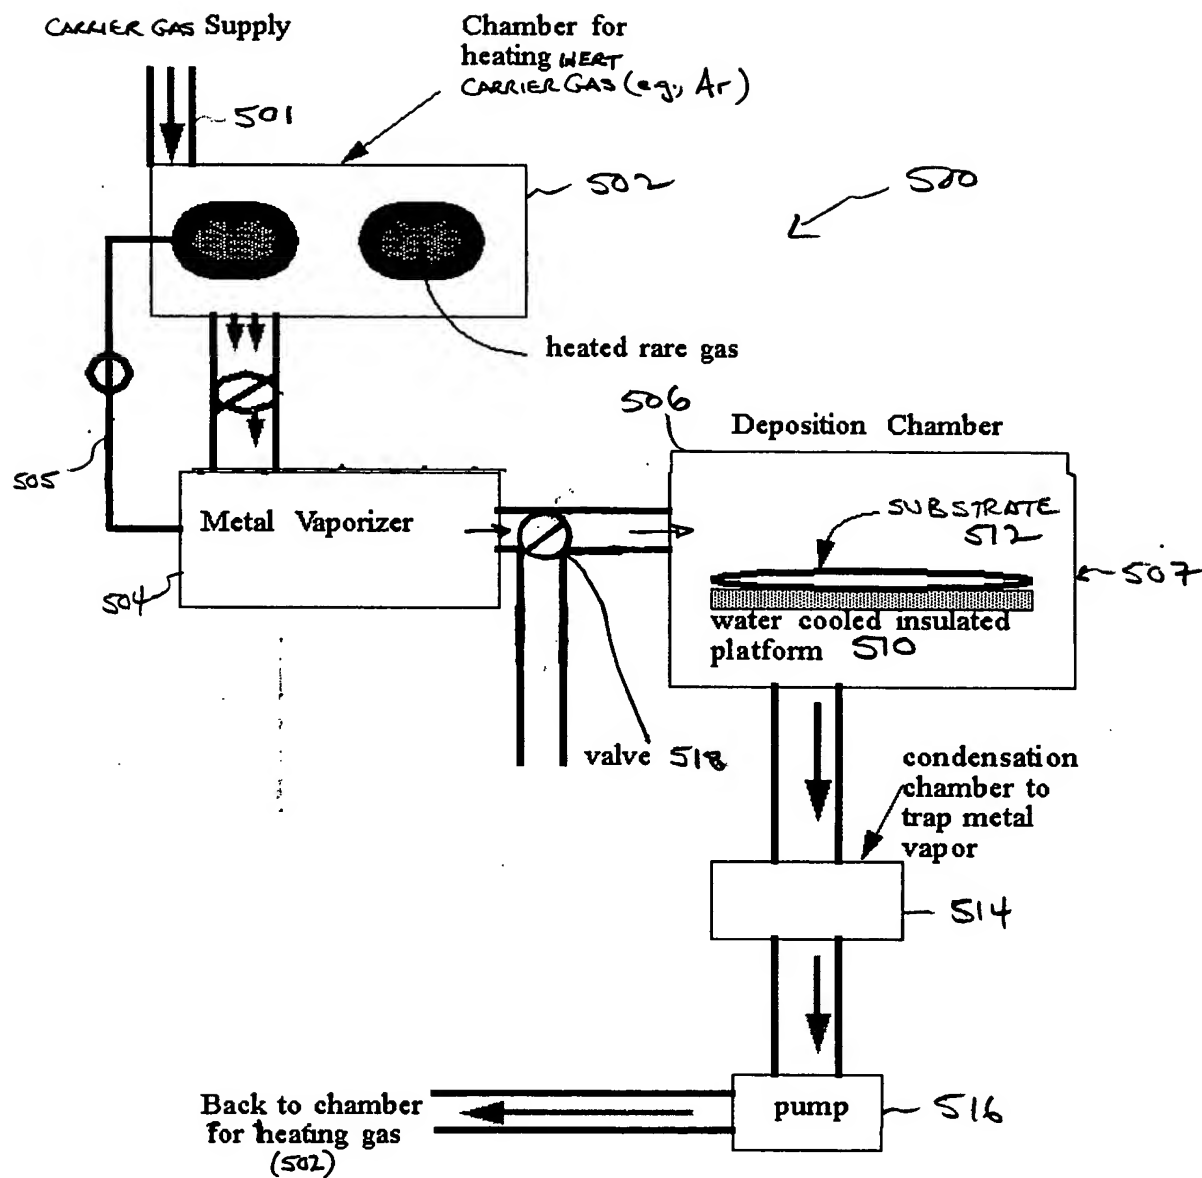 CARRIER GAS Supply
Chamber for
heating INERT
CARRIER GAS (e.g., Ar)
501
502
500
heated rare gas
506
Deposition Chamber
505
Metal Vaporizer
SUBSTRATE
512
507
504
water cooled insulated
platform 510
valve 518
condensation
chamber to
trap metal
vapor
514
Back to chamber
for heating gas
(502)
pump
516